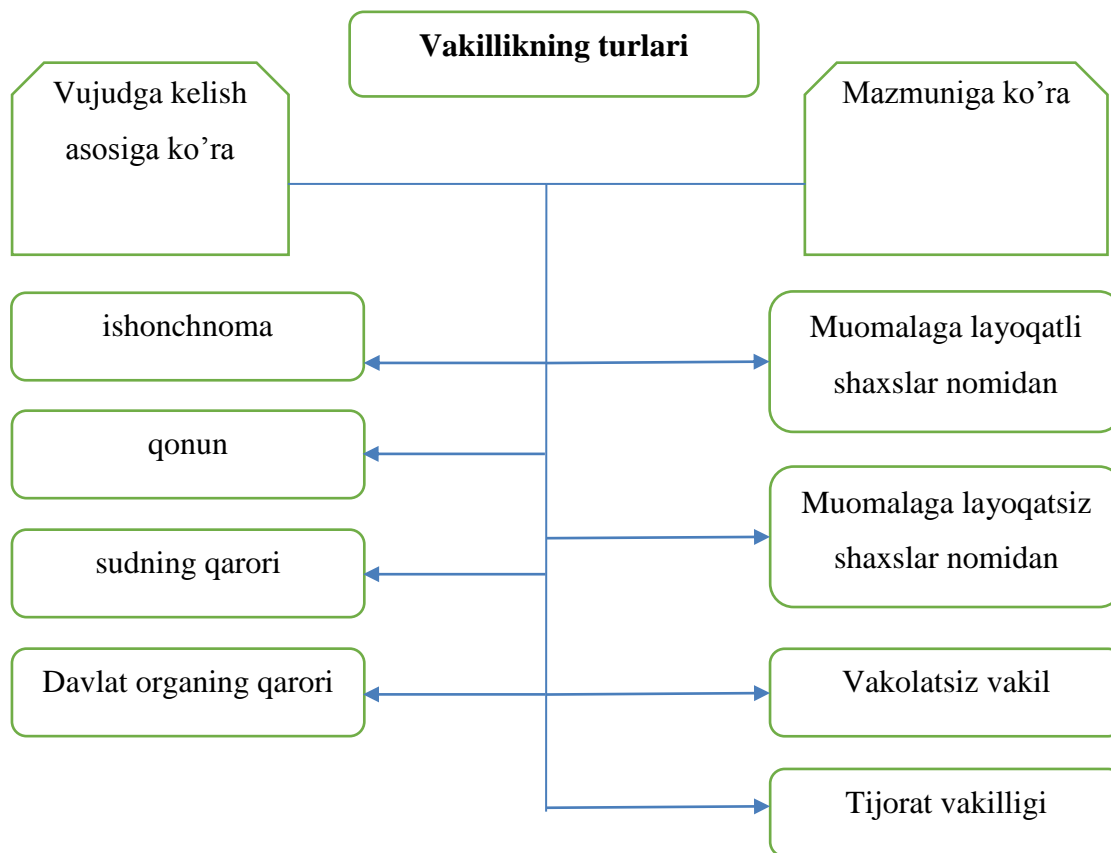 Vakillikning turlari
Vujudga kelish
asosiga ko’ra
Mazmuniga ko’ra
ishonchnoma
qonun
sudning qarori
Davlat organing qarori
Muomalaga layoqatli
shaxslar nomidan
Muomalaga layoqatsiz
shaxslar nomidan
Vakolatsiz vakil
Tijorat vakilligi